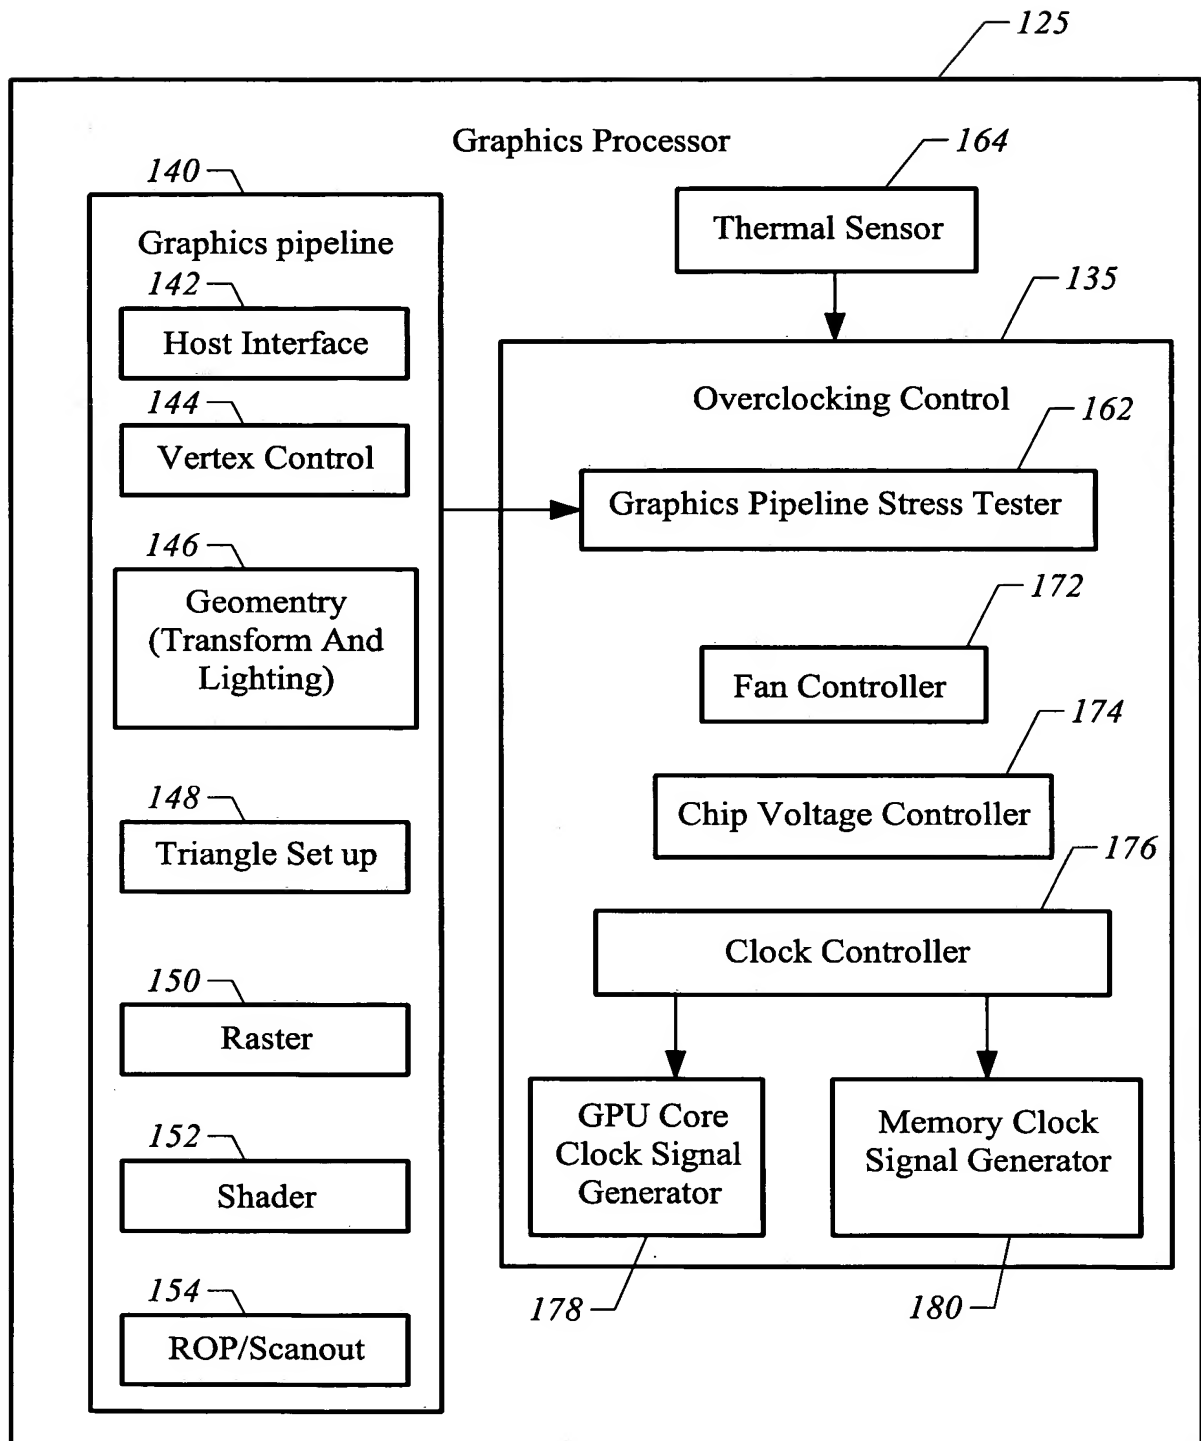 125
Graphics Processor
140
Graphics pipeline
142
Host Interface
144
Vertex Control
146
Geomentry
(Transform And
Lighting)
148
Triangle Set up
150
Raster
152
Shader
154
ROP/Scanout
164
Thermal Sensor
135
Overclocking Control
162
Graphics Pipeline Stress Tester
172
Fan Controller
174
Chip Voltage Controller
176
Clock Controller
GPU Core
Clock Signal
Generator
178
Memory Clock
Signal Generator
180